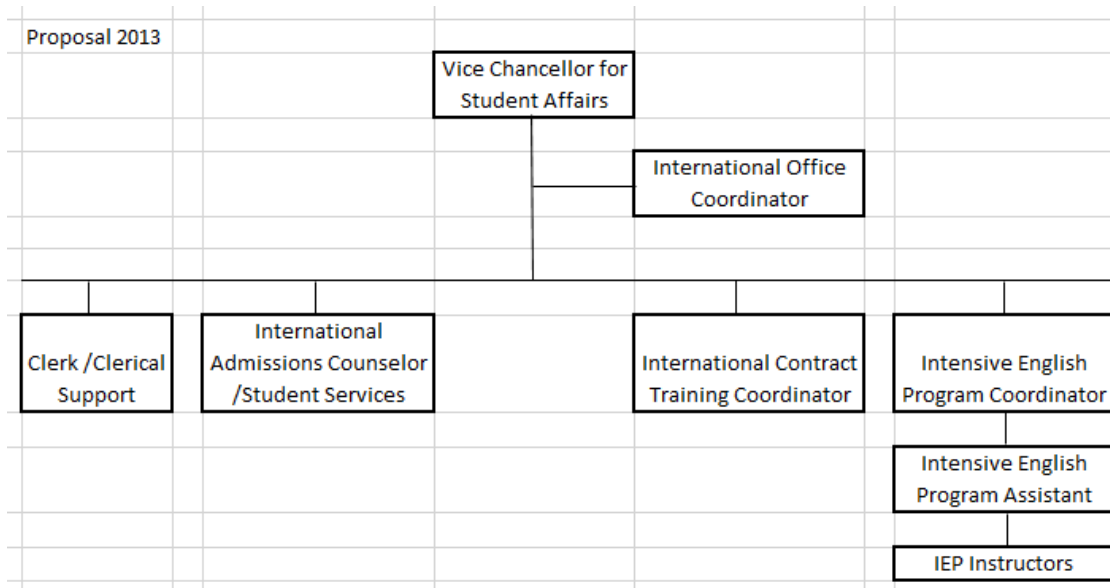 Proposal 2013
Vice Chancellor for
Student Affairs
International Office
Coordinator
Clerk /Clerical
Support
International
Admissions Counselor
/Student Services
International Contract
Training Coordinator
Intensive English
Program Coordinator
Intensive English
Program Assistant
IEP Instructors